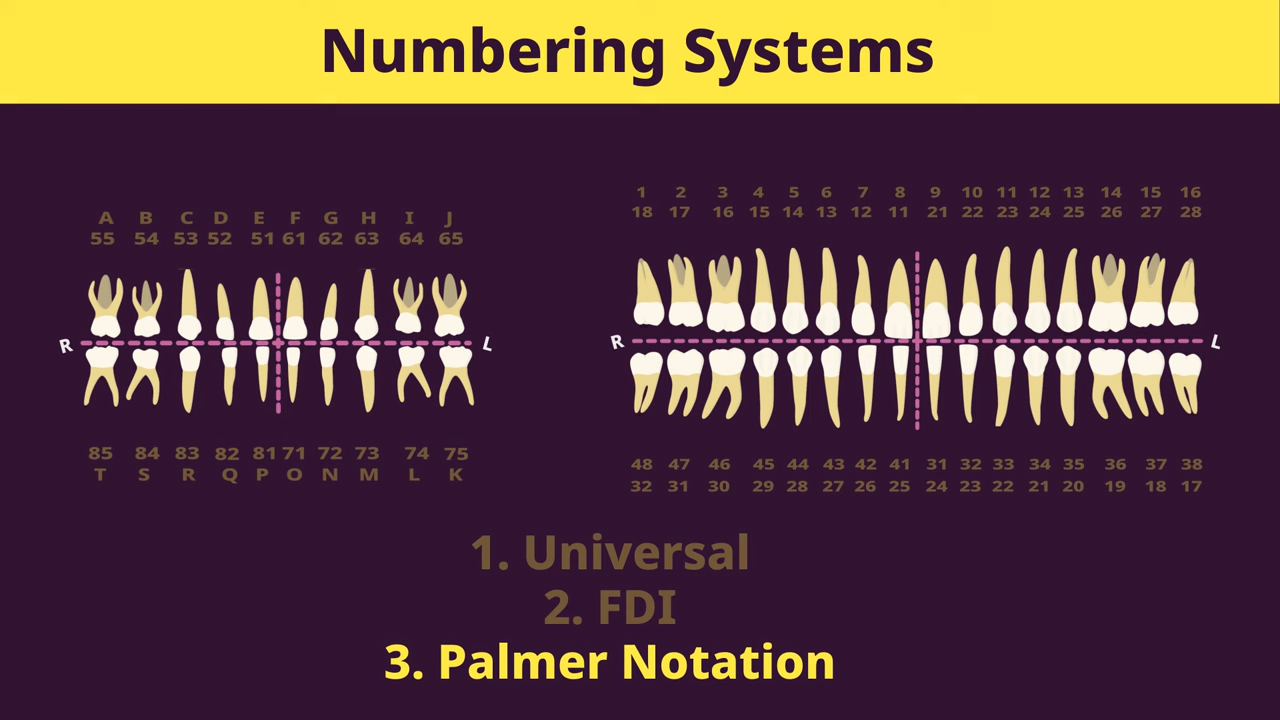 Numbering Systems
A B C D E F G H I J
55 54 53 52 51 61 62 63 64 65
R L
85 84 83 82 81 71 72 73 74 75
T S R Q P O N M L K
1 2 3 4 5 6 7 8 9 10 11 12 13 14 15 16
18 17 16 15 14 13 12 11 21 22 23 24 25 26 27 28
R L
48 47 46 45 44 43 42 41 31 32 33 34 35 36 37 38
32 31 30 29 28 27 26 25 24 23 22 21 20 19 18 17
1. Universal
2. FDI
3. Palmer Notation